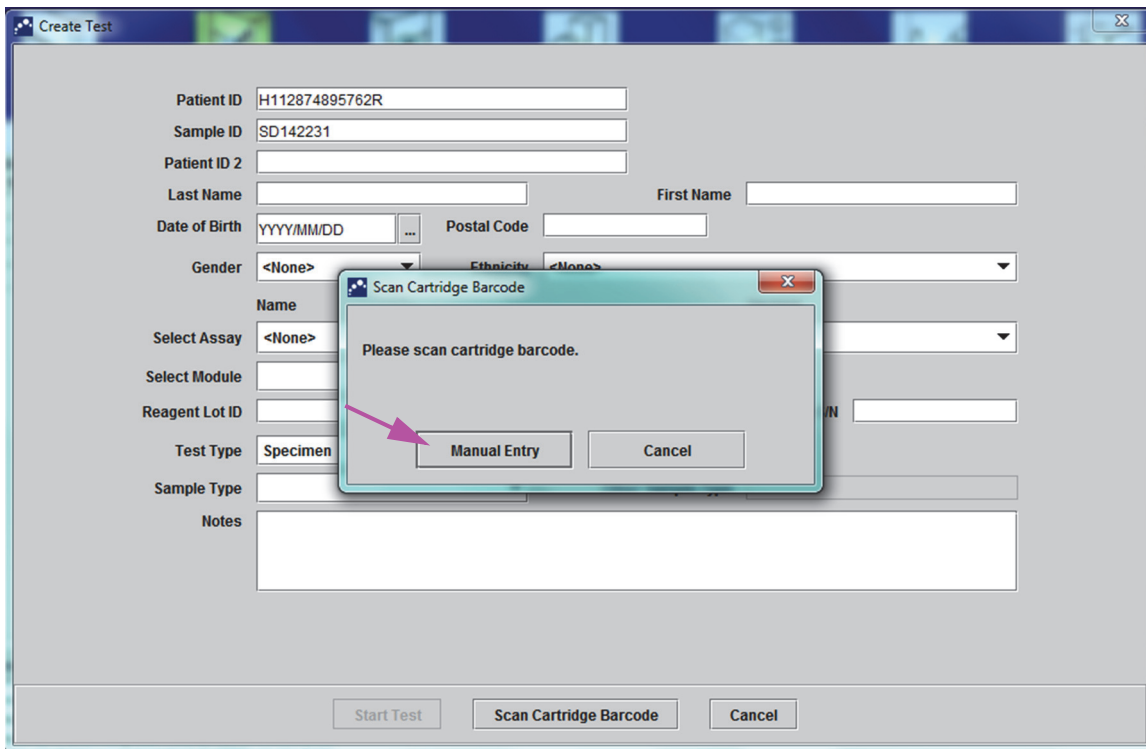 Create Test
Patient ID H112874895762R
Sample ID SD142231
Patient ID 2
Last Name First Name
Date of Birth YYYY/MM/DD ... Postal Code
Gender <None> Ethnicity <None>
Name
Select Assay <None>
Select Module
Reagent Lot ID /N
Test Type Specimen
Sample Type
Notes
Scan Cartridge Barcode
Please scan cartridge barcode.
Manual Entry Cancel
Start Test Scan Cartridge Barcode Cancel